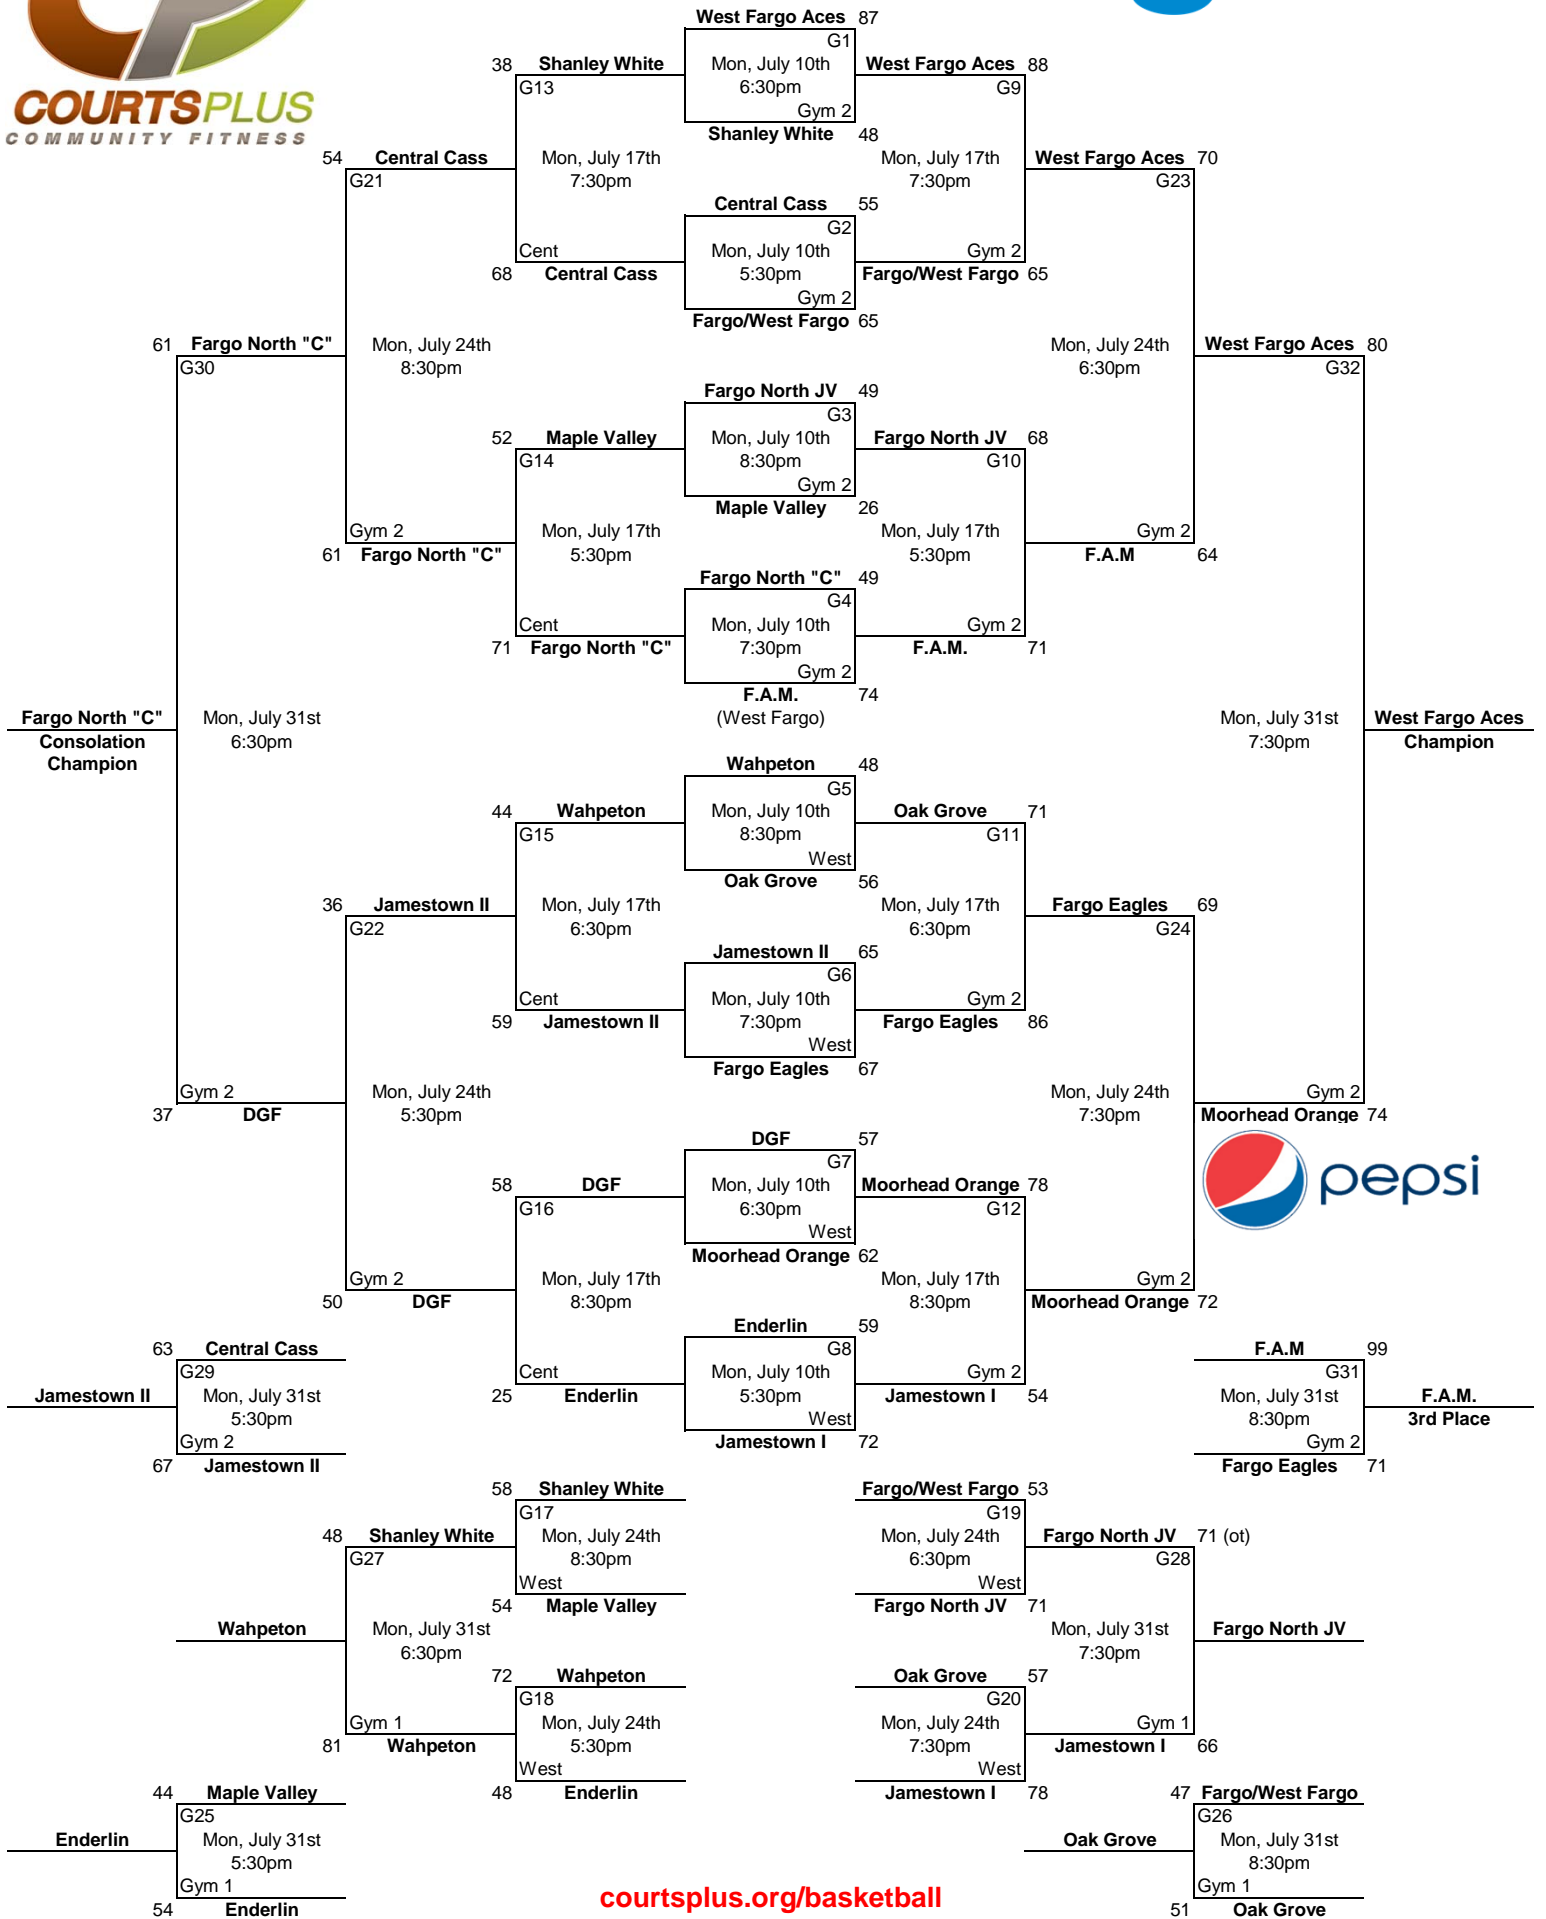 West Fargo Aces 87
G1
38 Shanley White Mon, July 10th West Fargo Aces 88
G13 6:30pm G9
Gym 2
COURTSPLUS
COMMUNITY FITNESS
Shanley White 48
54 Central Cass Mon, July 17th Mon, July 17th West Fargo Aces 70
G21 7:30pm 7:30pm G23
Central Cass 55
G2
Cent Mon, July 10th Gym 2
68 Central Cass 5:30pm Fargo/West Fargo 65
Gym 2
Fargo/West Fargo 65
61 Fargo North "C" Mon, July 24th Mon, July 24th West Fargo Aces 80
G30 8:30pm 6:30pm G32
Fargo North JV 49
G3
52 Maple Valley Mon, July 10th Fargo North JV 68
G14 8:30pm G10
Gym 2
Maple Valley 26
Gym 2 Mon, July 17th Mon, July 17th Gym 2
61 Fargo North "C" 5:30pm 5:30pm F.A.M 64
Fargo North "C" 49
G4
Cent Mon, July 10th Gym 2
71 Fargo North "C" 7:30pm F.A.M. 71
Gym 2
F.A.M. 74
Fargo North "C" Mon, July 31st (West Fargo) Mon, July 31st West Fargo Aces
Consolation 6:30pm 7:30pm Champion
Champion
Wahpeton 48
G5
44 Wahpeton Mon, July 10th Oak Grove 71
G15 8:30pm G11
West
Oak Grove 56
36 Jamestown II Mon, July 17th Mon, July 17th Fargo Eagles 69
G22 6:30pm 6:30pm G24
Jamestown II 65
G6
Cent Mon, July 10th Gym 2
59 Jamestown II 7:30pm Fargo Eagles 86
West
Fargo Eagles 67
Gym 2 Mon, July 24th Mon, July 24th Gym 2
37 DGF 5:30pm 7:30pm Moorhead Orange 74
DGF 57
G7
58 DGF Mon, July 10th Moorhead Orange 78
pepsi
G16 6:30pm G12
West
Moorhead Orange 62
Gym 2 Mon, July 17th Mon, July 17th Gym 2
50 DGF 8:30pm 8:30pm Moorhead Orange 72
Enderlin 59
63 Central Cass G8 F.A.M 99
G29 Cent Mon, July 10th Gym 2 G31
Jamestown II Mon, July 31st 25 Enderlin 5:30pm Jamestown I 54 Mon, July 31st F.A.M.
5:30pm West 8:30pm 3rd Place
Gym 2 Jamestown I 72 Gym 2
67 Jamestown II Fargo Eagles 71
58 Shanley White Fargo/West Fargo 53
G17 G19
48 Shanley White Mon, July 24th Mon, July 24th Fargo North JV 71 (ot)
G27 8:30pm 6:30pm G28
West West
54 Maple Valley Fargo North JV 71
Wahpeton Mon, July 31st Mon, July 31st Fargo North JV
6:30pm 7:30pm
72 Wahpeton Oak Grove 57
G18 G20
Gym 1 Mon, July 24th Mon, July 24th Gym 1
81 Wahpeton 5:30pm 7:30pm Jamestown I 66
West West
44 Maple Valley 48 Enderlin Jamestown I 78 47 Fargo/West Fargo
G25 G26
Enderlin Mon, July 31st Oak Grove Mon, July 31st
5:30pm 8:30pm
Gym 1 Gym 1
54 Enderlin courtsplus.org/basketball 51 Oak Grove